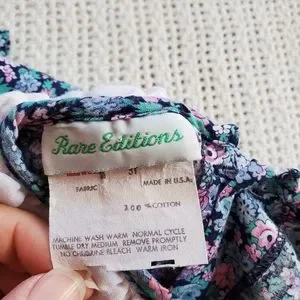 Rare Editions
3T
FABRIC
MADE IN U.S.A.
100 % COTTON
MACHINE WASH WARM NORMAL CYCLE
TUMBLE DRY MEDIUM REMOVE PROMPTLY
NO CHLORINE BLEACH WARM IRON